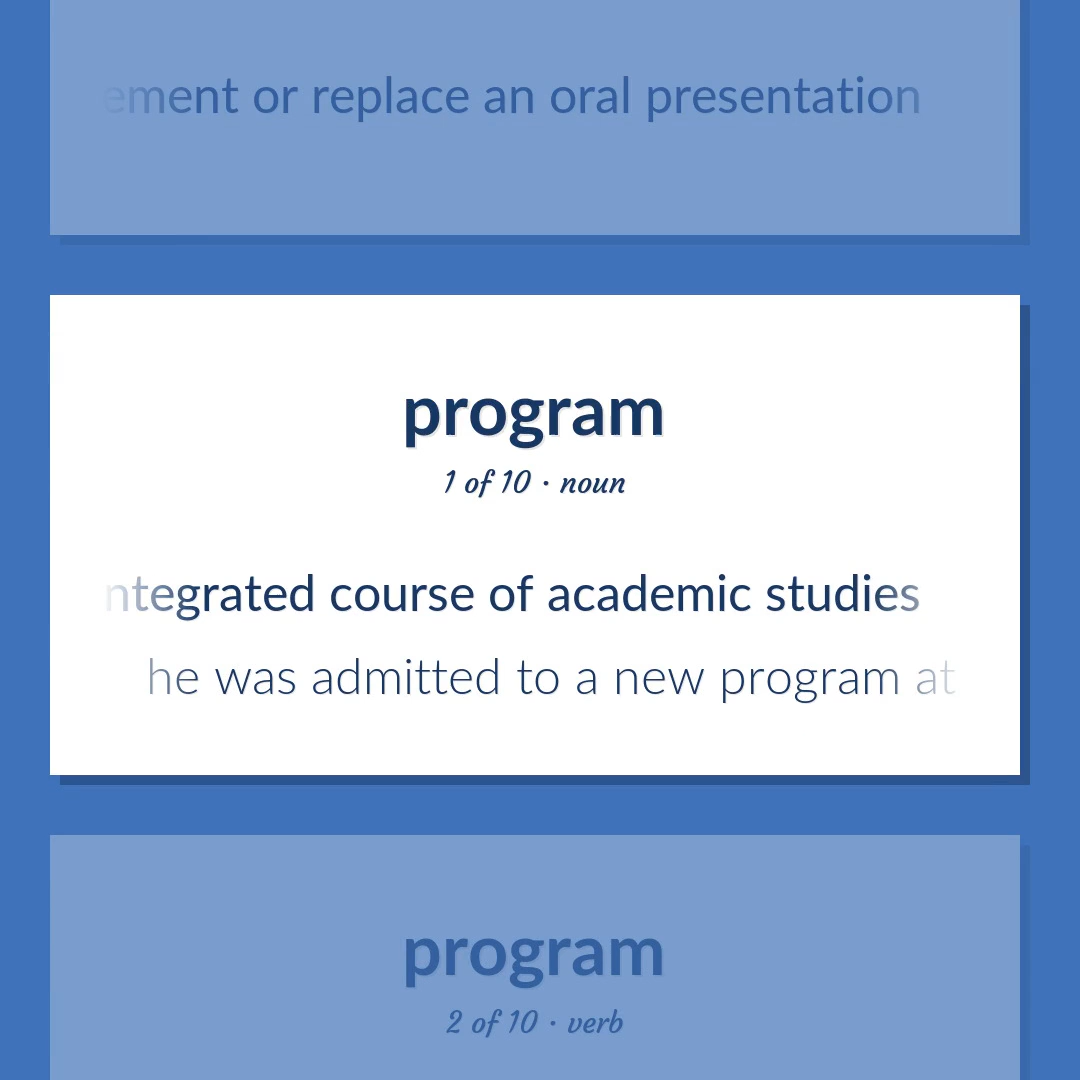 ement or replace an oral presentation
program
1 of 10 · noun
ntegrated course of academic studies
he was admitted to a new program at
program
2 of 10 · verb